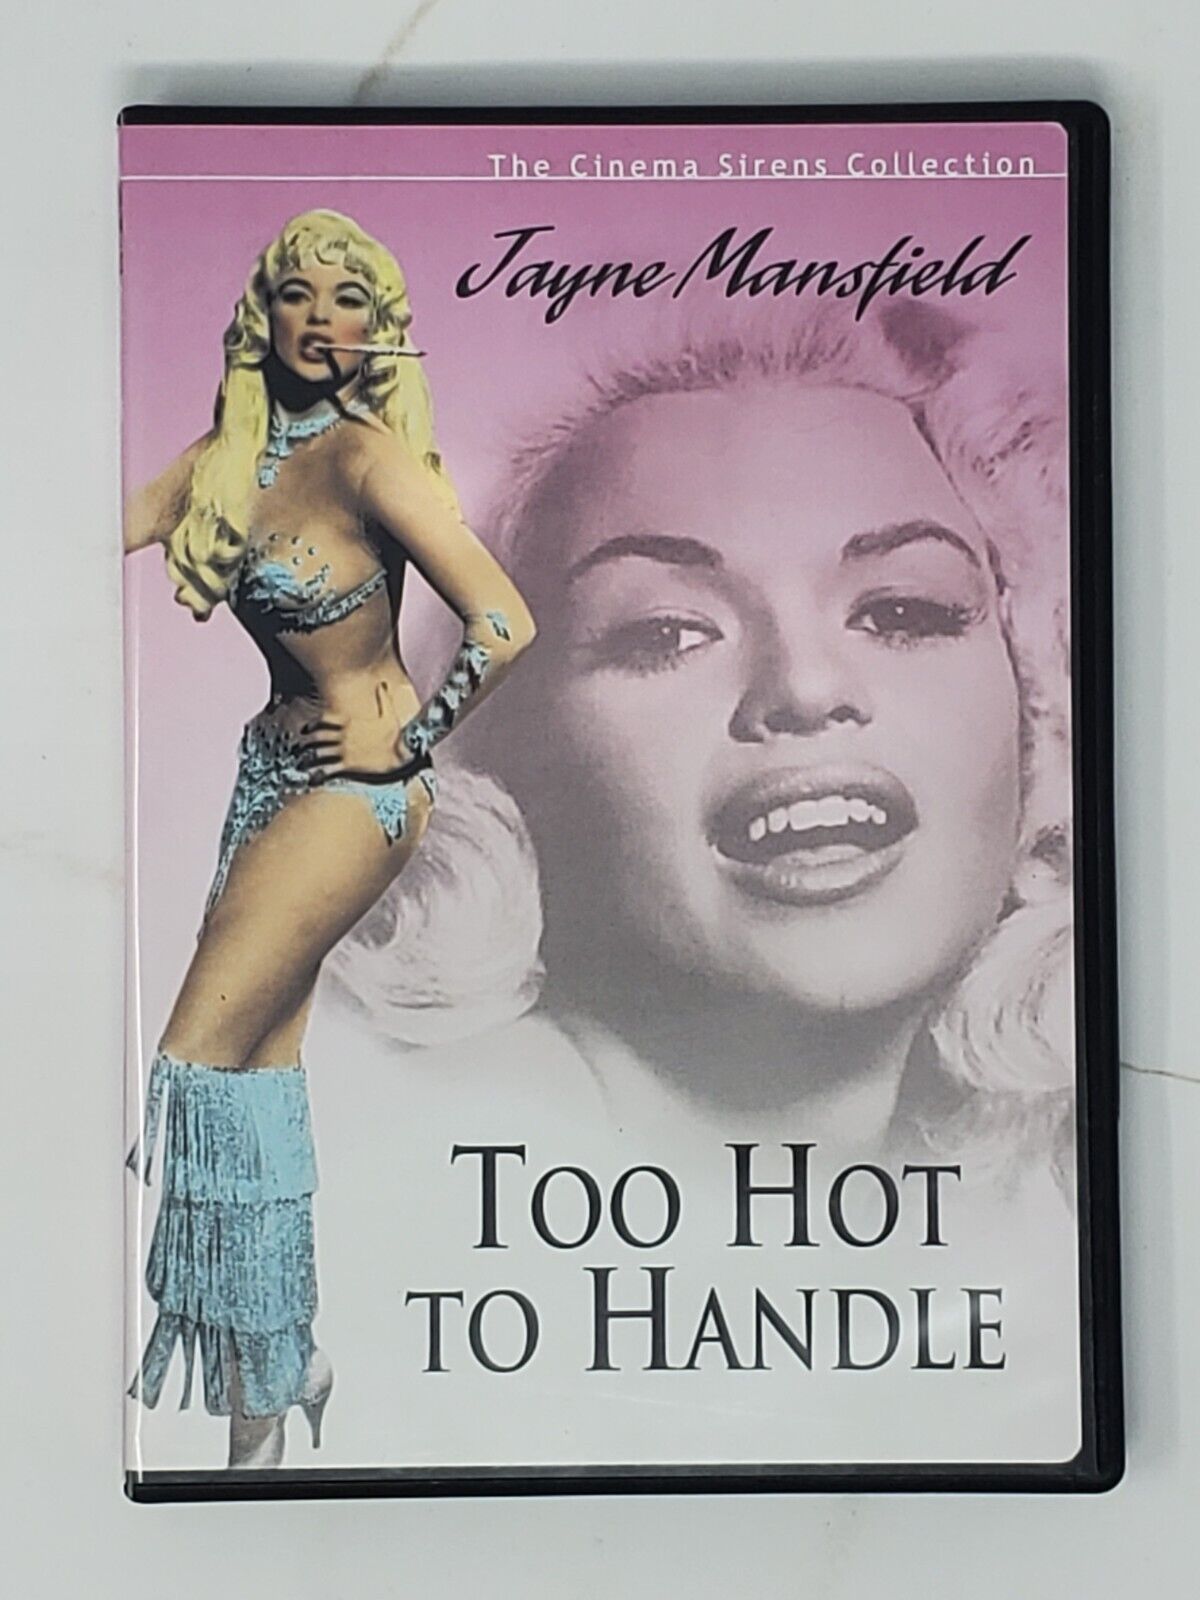 The Cinema Sirens Collection
Jayne Mansfield
TOO HOT
TO HANDLE